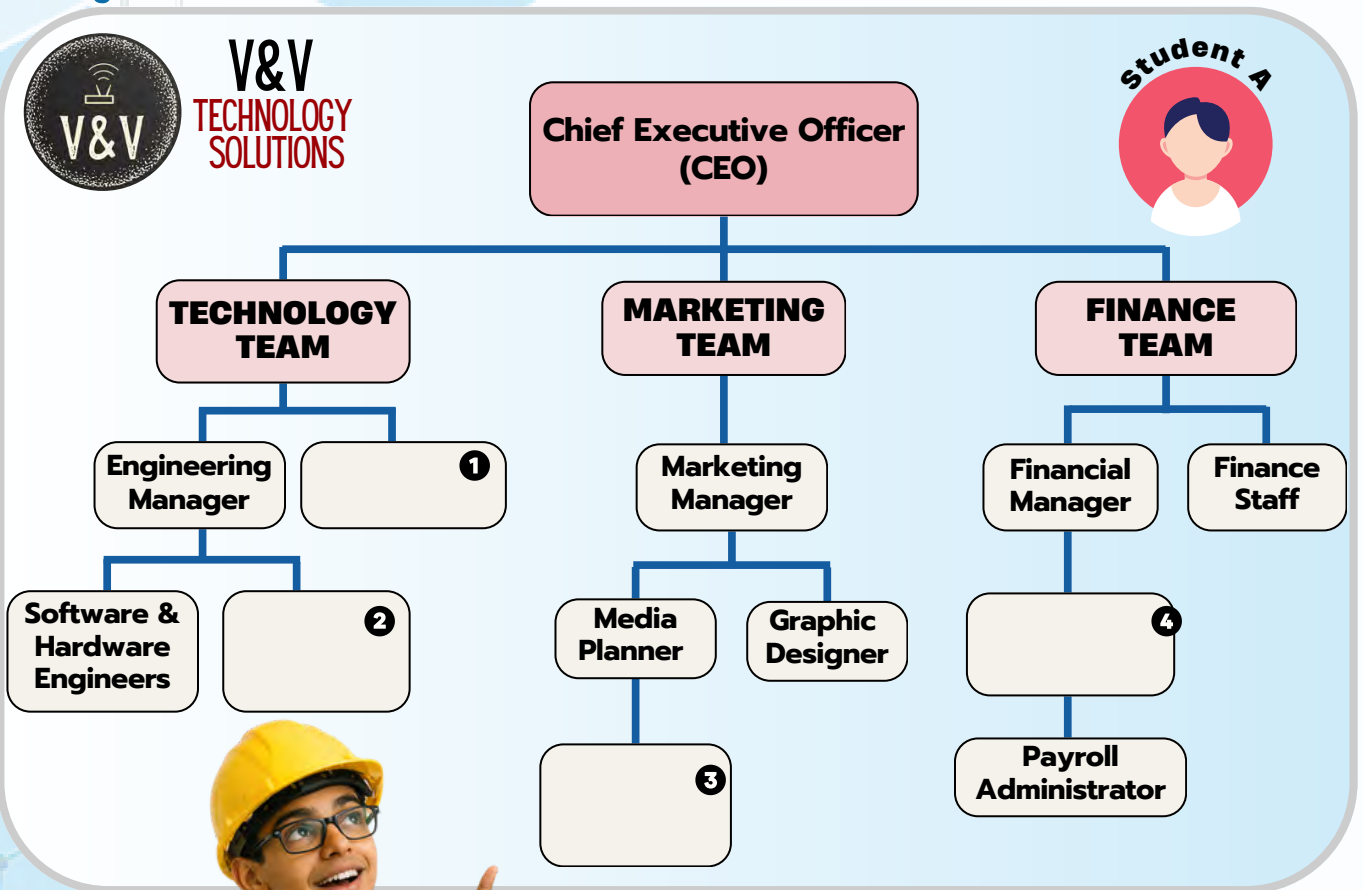 V&V
V&V
TECHNOLOGY
SOLUTIONS
Student A
Chief Executive Officer
(CEO)
TECHNOLOGY
TEAM
MARKETING
TEAM
FINANCE
TEAM
Engineering
Manager
1
Marketing
Manager
Financial
Manager
Finance
Staff
Software &
Hardware
Engineers
2
Media
Planner
Graphic
Designer
4
3
Payroll
Administrator